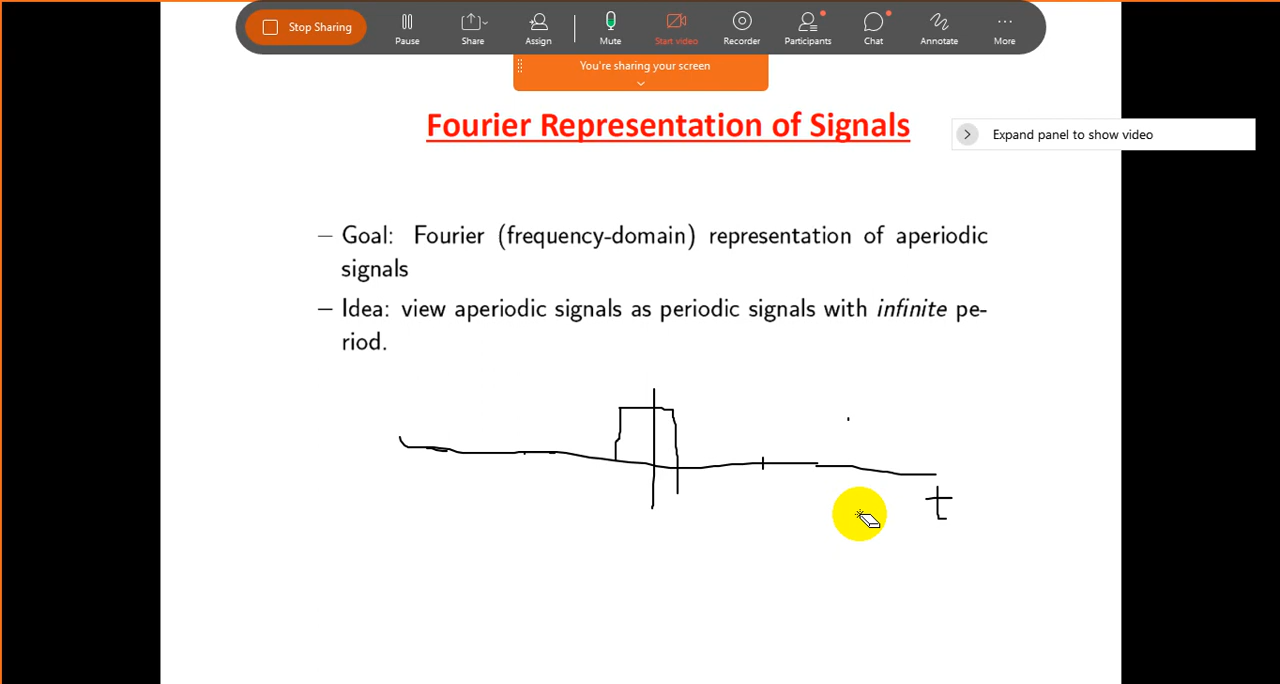 Stop Sharing
Pause
Share
Assign
Mute
Start video
Recorder
Participants
Chat
Annotate
More
You're sharing your screen
Fourier Representation of Signals
Expand panel to show video
– Goal: Fourier (frequency-domain) representation of aperiodic
signals
– Idea: view aperiodic signals as periodic signals with infinite pe-
riod.
t